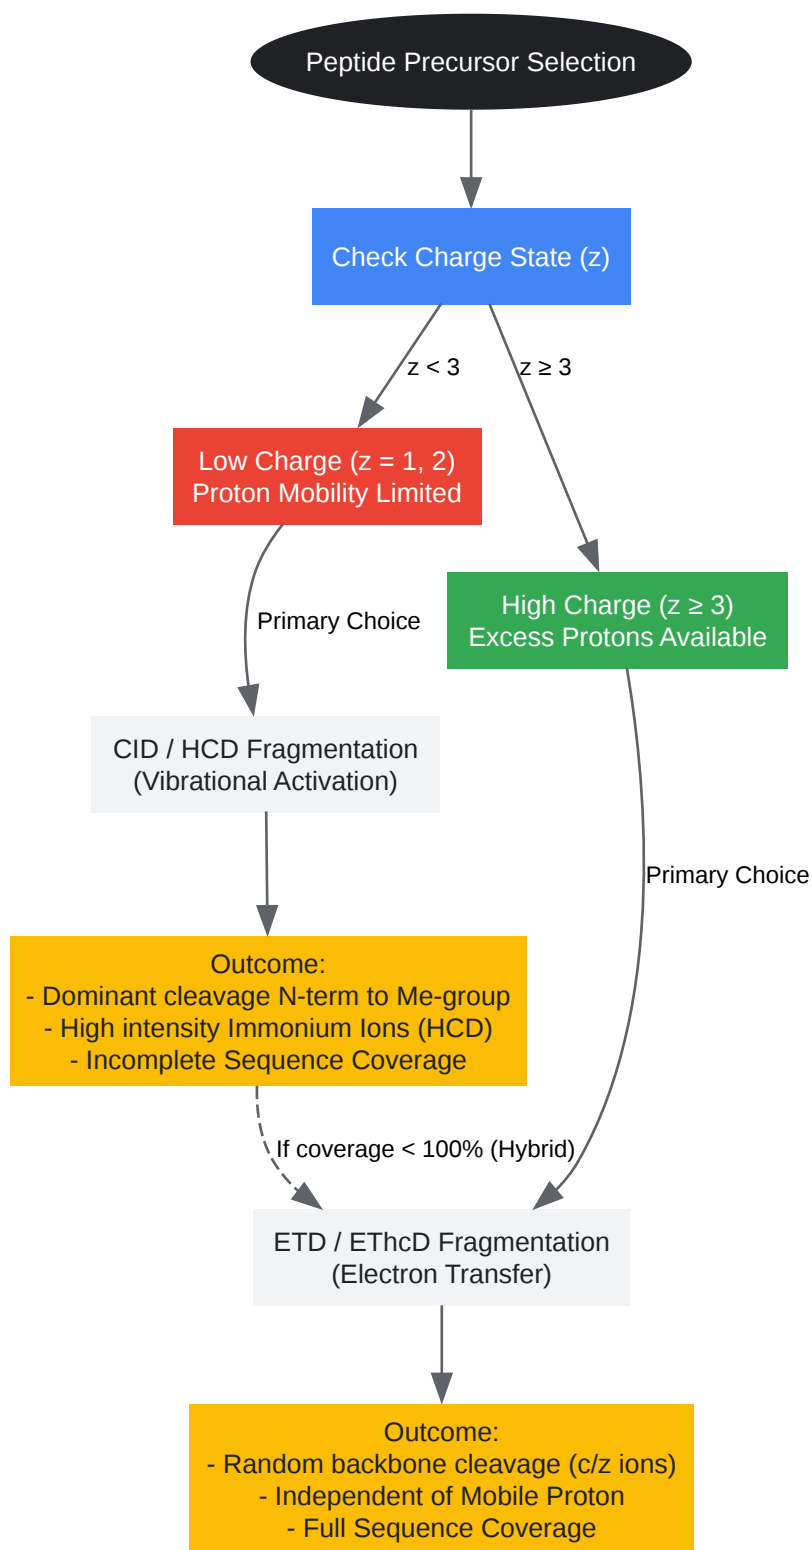 Peptide Precursor Selection
Check Charge State (z)
z < 3
z ≥ 3
Low Charge (z = 1, 2)
Proton Mobility Limited
High Charge (z ≥ 3)
Excess Protons Available
Primary Choice
CID / HCD Fragmentation
(Vibrational Activation)
Primary Choice
Outcome:
- Dominant cleavage N-term to Me-group
- High intensity Immonium Ions (HCD)
- Incomplete Sequence Coverage
If coverage < 100% (Hybrid)
ETD / EThcD Fragmentation
(Electron Transfer)
Outcome:
- Random backbone cleavage (c/z ions)
- Independent of Mobile Proton
- Full Sequence Coverage